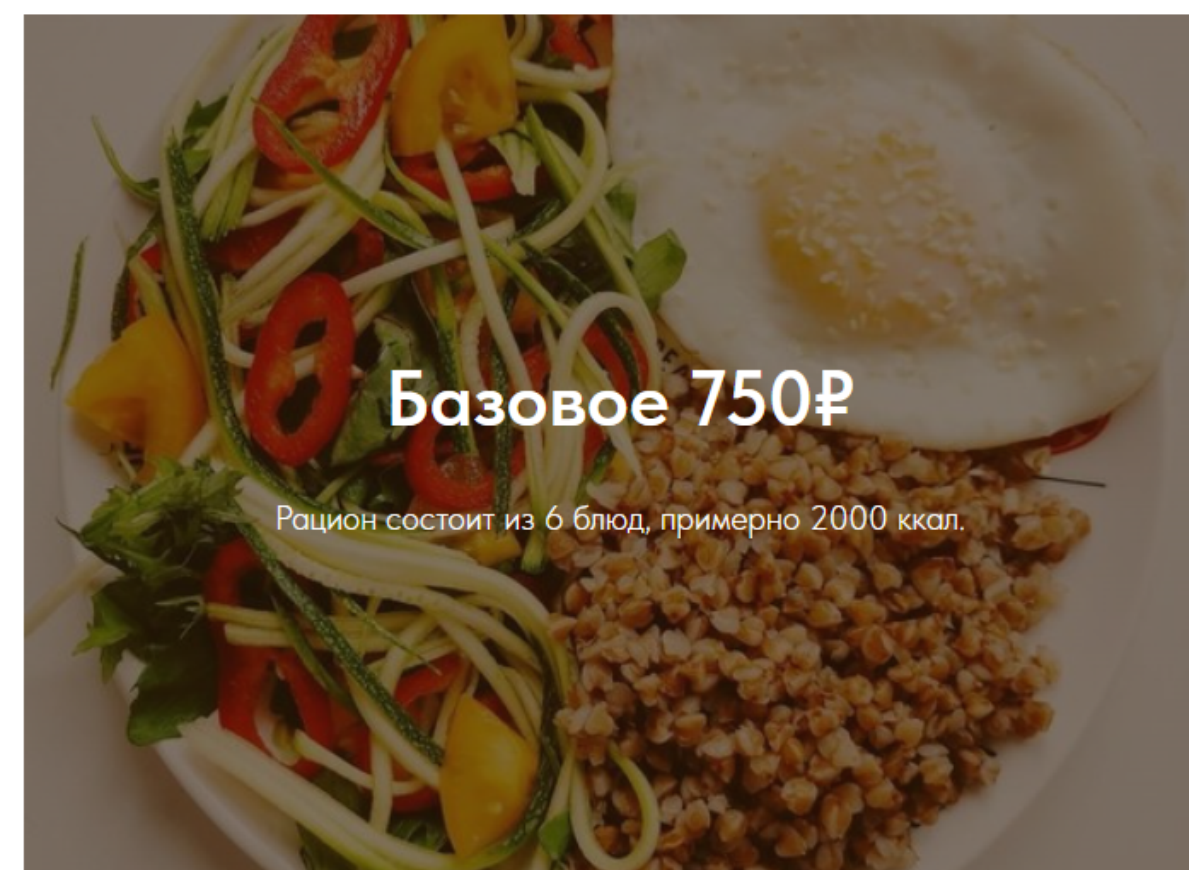 Базовое 750₽
Рацион состоит из 6 блюд, примерно 2000 ккал.